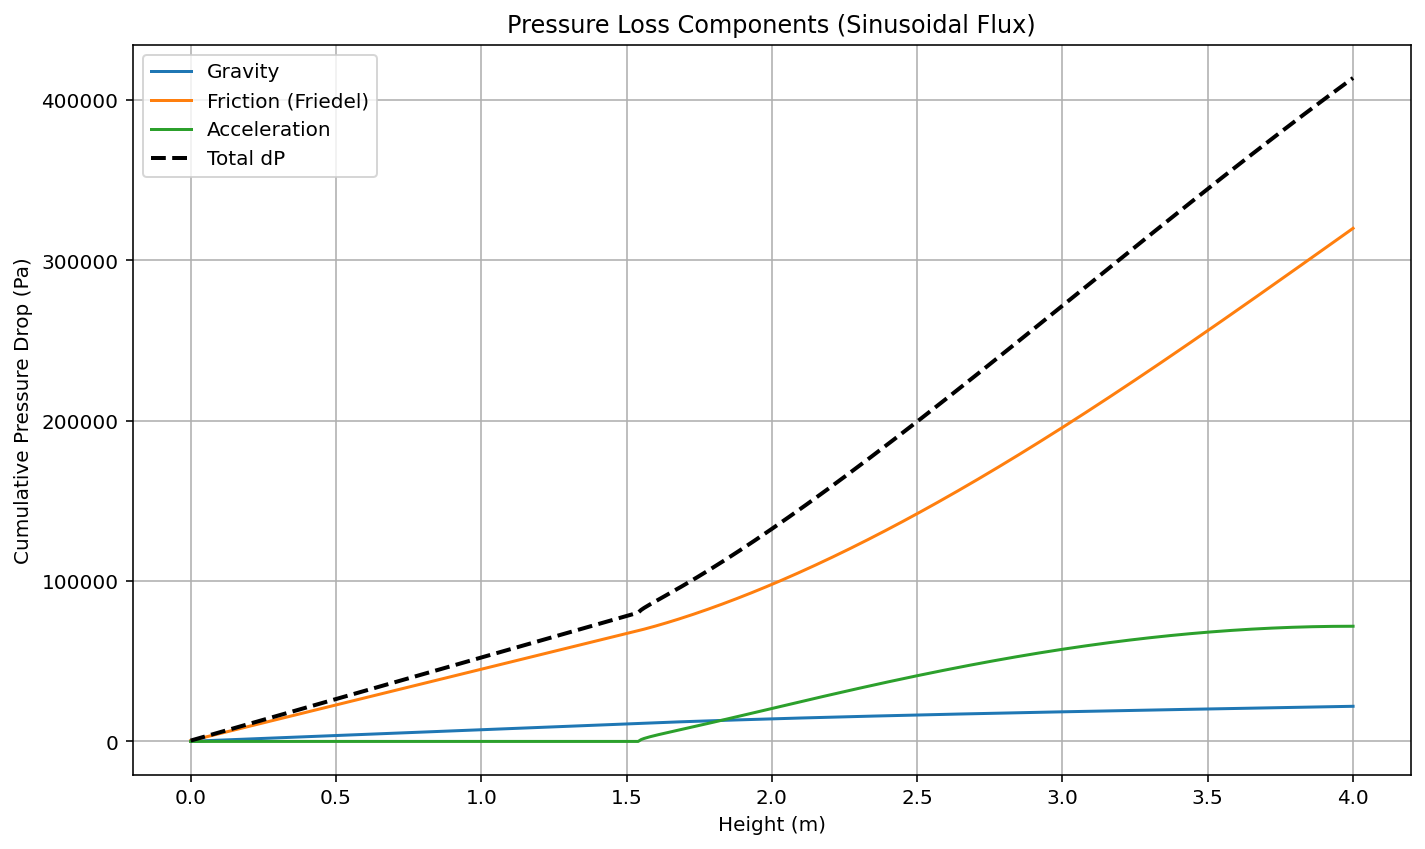 Pressure Loss Components (Sinusoidal Flux)
Gravity
Friction (Friedel)
Acceleration
Total dP
Cumulative Pressure Drop (Pa)
400000
300000
200000
100000
0
0.0 0.5 1.0 1.5 2.0 2.5 3.0 3.5 4.0
Height (m)